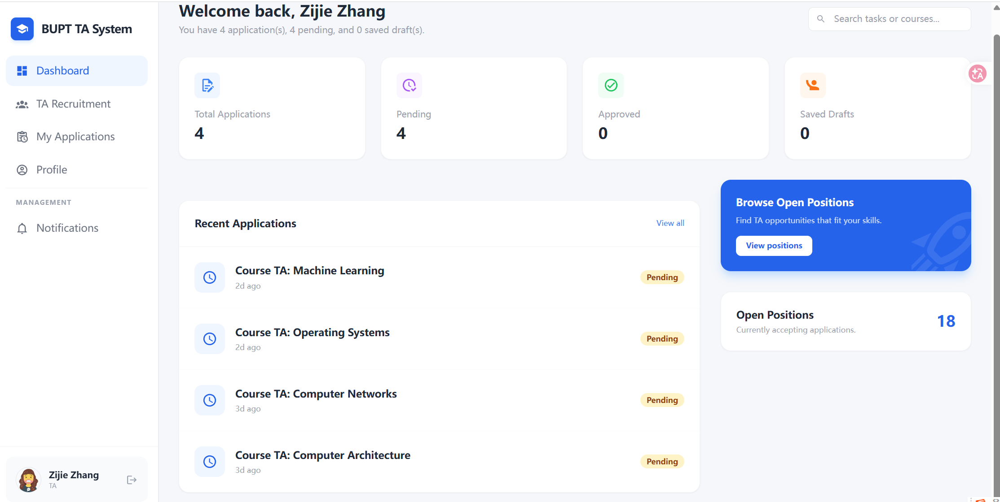 BUPT TA System
Dashboard
TA Recruitment
My Applications
Profile
MANAGEMENT
Notifications
Zijie Zhang
TA
Welcome back, Zijie Zhang
You have 4 application(s), 4 pending, and 0 saved draft(s).
Search tasks or courses...
Total Applications
4
Pending
4
Approved
0
Saved Drafts
0
Recent Applications
View all
Course TA: Machine Learning
2d ago
Pending
Course TA: Operating Systems
2d ago
Pending
Course TA: Computer Networks
3d ago
Pending
Course TA: Computer Architecture
3d ago
Pending
Browse Open Positions
Find TA opportunities that fit your skills.
View positions
Open Positions
Currently accepting applications.
18